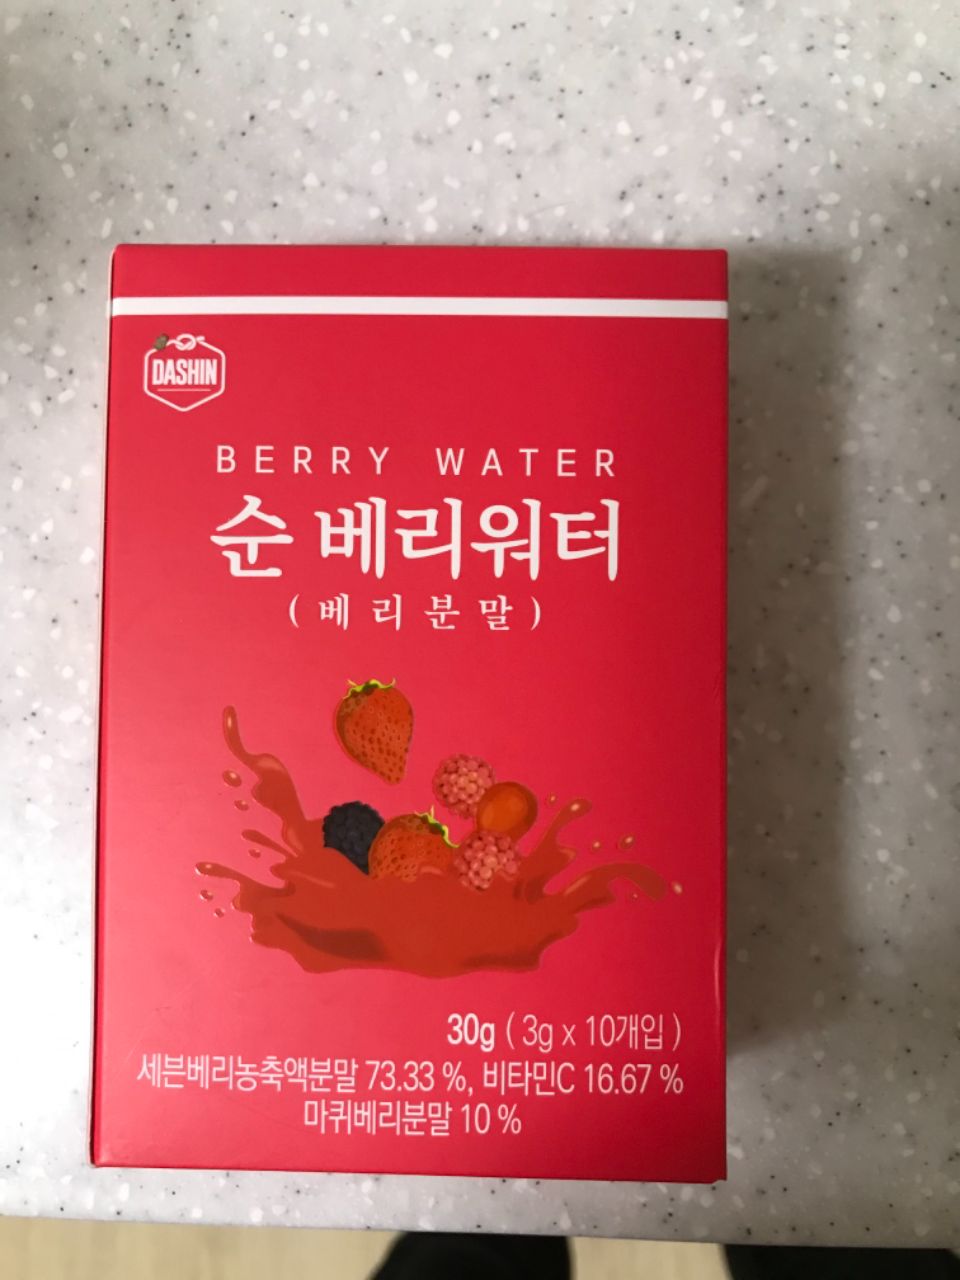 DASHIN
BERRY WATER
순 베리워터
( 베리분말 )
30g ( 3g x 10개입 )
세븐베리농축액분말 73.33 %, 비타민C 16.67 %
마퀴베리분말 10 %